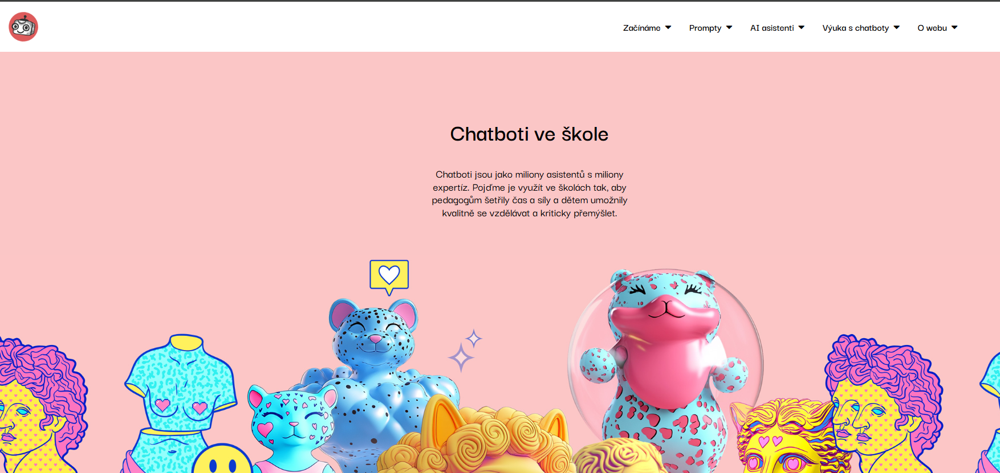 Začínáme
Prompty
AI asistenti
Výuka s chatboty
O webu
Chatboti ve škole
Chatboti jsou jako miliony asistentů s miliony
expertíz. Pojďme je využít ve školách tak, aby
pedagogům šetřily čas a síly a dětem umožnily
kvalitně se vzdělávat a kriticky přemýšlet.